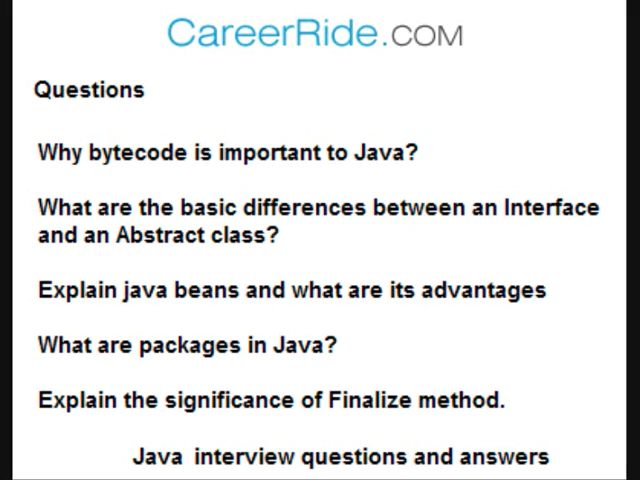 CareerRide.COM
Questions
Why bytecode is important to Java?
What are the basic differences between an Interface
and an Abstract class?
Explain java beans and what are its advantages
What are packages in Java?
Explain the significance of Finalize method.
Java interview questions and answers